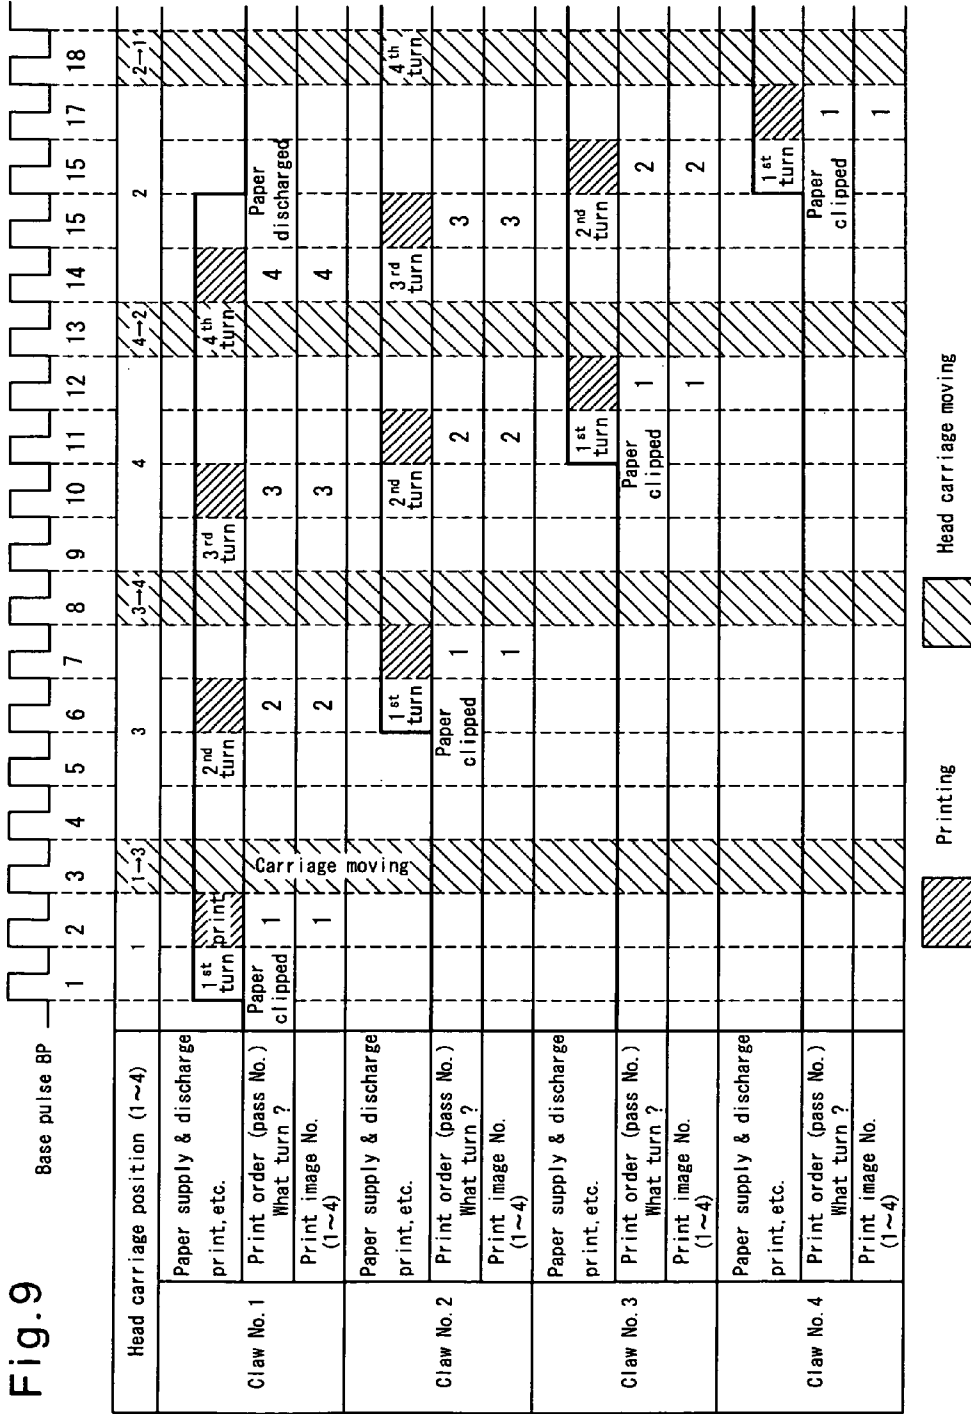 Fig.9
Base pulse BP
1 2 3 4 5 6 7 8 9 10 11 12 13 14 15 15 17 18
Head carriage position (1~4)
1 1→3 3 3→4 4 4→2 2 2→1
Claw No. 1
Paper supply & discharge
print, etc.
1st
turn
print
2nd
turn
3rd
turn
4th
turn
Print order (pass No.)
What turn ?
Paper
clipped
1 2 3 4
Paper
discharged
Carriage moving
Print image No.
(1~4)
1 2 3 4
Claw No. 2
Paper supply & discharge
print, etc.
1st
turn
2nd
turn
3rd
turn
4th
turn
Print order (pass No.)
What turn ?
Paper
clipped
1 2 3
Print image No.
(1~4)
1 2 3
Claw No. 3
Paper supply & discharge
print, etc.
1st
turn
2nd
turn
Print order (pass No.)
What turn ?
Paper
clipped
1 2
Print image No.
(1~4)
1 2
Claw No. 4
Paper supply & discharge
print, etc.
1st
turn
Print order (pass No.)
What turn ?
Paper
clipped
1
Print image No.
(1~4)
1
Printing
Head carriage moving